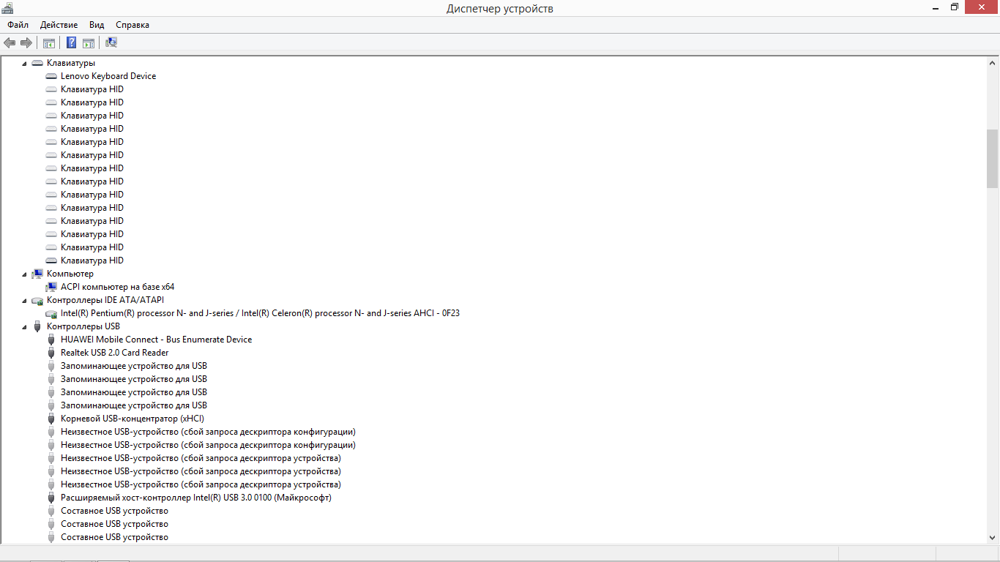 Диспетчер устройств
Файл Действие Вид Справка
Клавиатуры
Lenovo Keyboard Device
Клавиатура HID
Клавиатура HID
Клавиатура HID
Клавиатура HID
Клавиатура HID
Клавиатура HID
Клавиатура HID
Клавиатура HID
Клавиатура HID
Клавиатура HID
Клавиатура HID
Клавиатура HID
Клавиатура HID
Клавиатура HID
Компьютер
ACPI компьютер на базе x64
Контроллеры IDE ATA/ATAPI
Intel(R) Pentium(R) processor N- and J-series / Intel(R) Celeron(R) processor N- and J-series AHCI - 0F23
Контроллеры USB
HUAWEI Mobile Connect - Bus Enumerate Device
Realtek USB 2.0 Card Reader
Запоминающее устройство для USB
Запоминающее устройство для USB
Запоминающее устройство для USB
Запоминающее устройство для USB
Корневой USB-концентратор (xHCI)
Неизвестное USB-устройство (сбой запроса дескриптора конфигурации)
Неизвестное USB-устройство (сбой запроса дескриптора конфигурации)
Неизвестное USB-устройство (сбой запроса дескриптора устройства)
Неизвестное USB-устройство (сбой запроса дескриптора устройства)
Неизвестное USB-устройство (сбой запроса дескриптора устройства)
Расширяемый хост-контроллер Intel(R) USB 3.0 0100 (Майкрософт)
Составное USB устройство
Составное USB устройство
Составное USB устройство